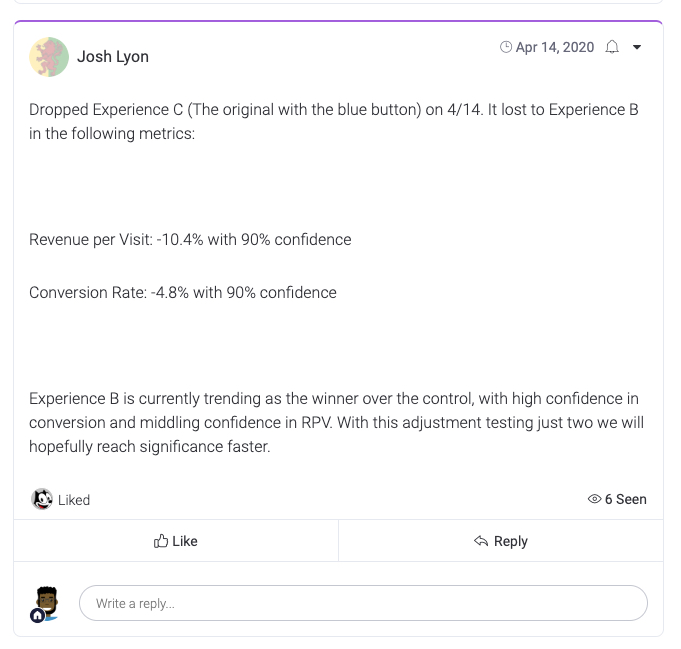 Josh Lyon
Apr 14, 2020
Dropped Experience C (The original with the blue button) on 4/14. It lost to Experience B
in the following metrics:
Revenue per Visit: -10.4% with 90% confidence
Conversion Rate: -4.8% with 90% confidence
Experience B is currently trending as the winner over the control, with high confidence in
conversion and middling confidence in RPV. With this adjustment testing just two we will
hopefully reach significance faster.
Liked
6 Seen
Like
Reply
Write a reply...